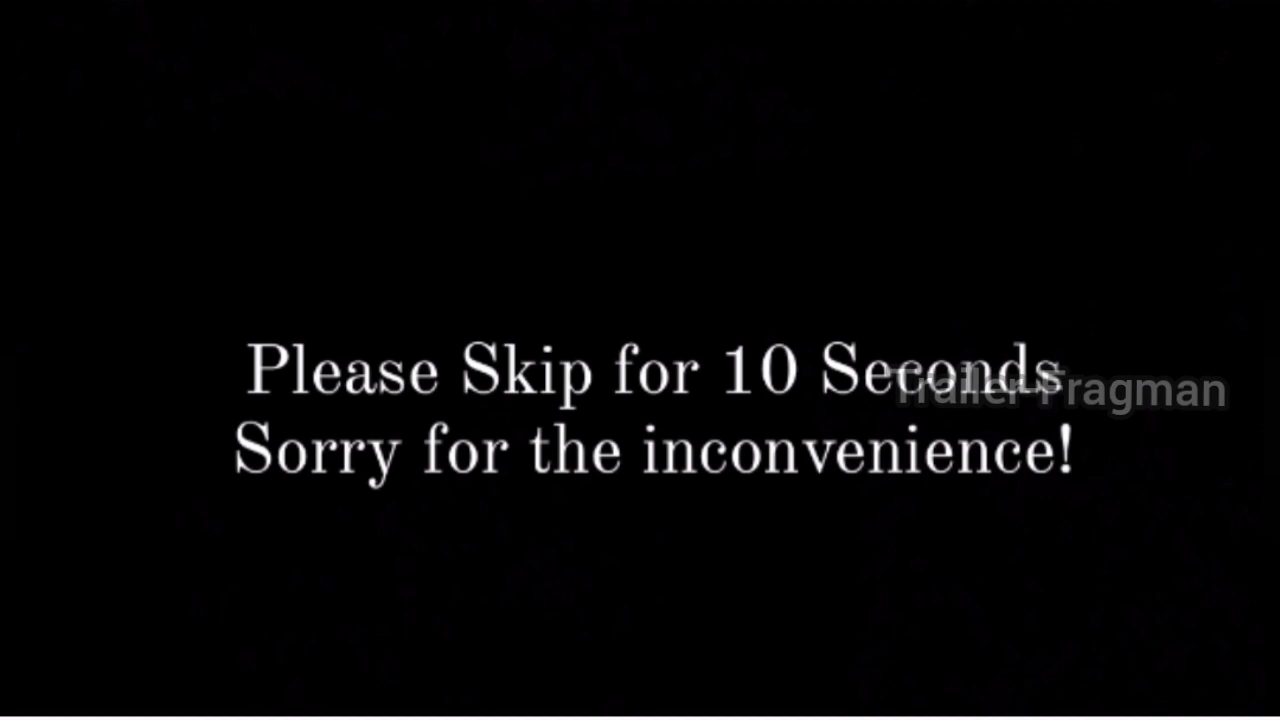 Please Skip for 10 Seconds
Trailer-Fragman
Sorry for the inconvenience!